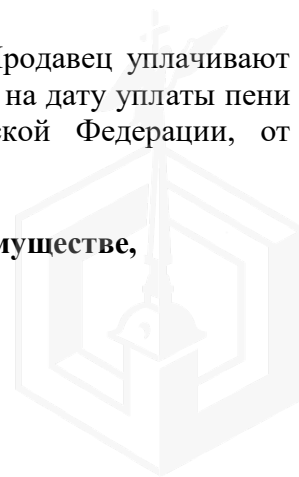 Продавец уплачивают
на дату уплаты пени
ской Федерации, от
муществе,